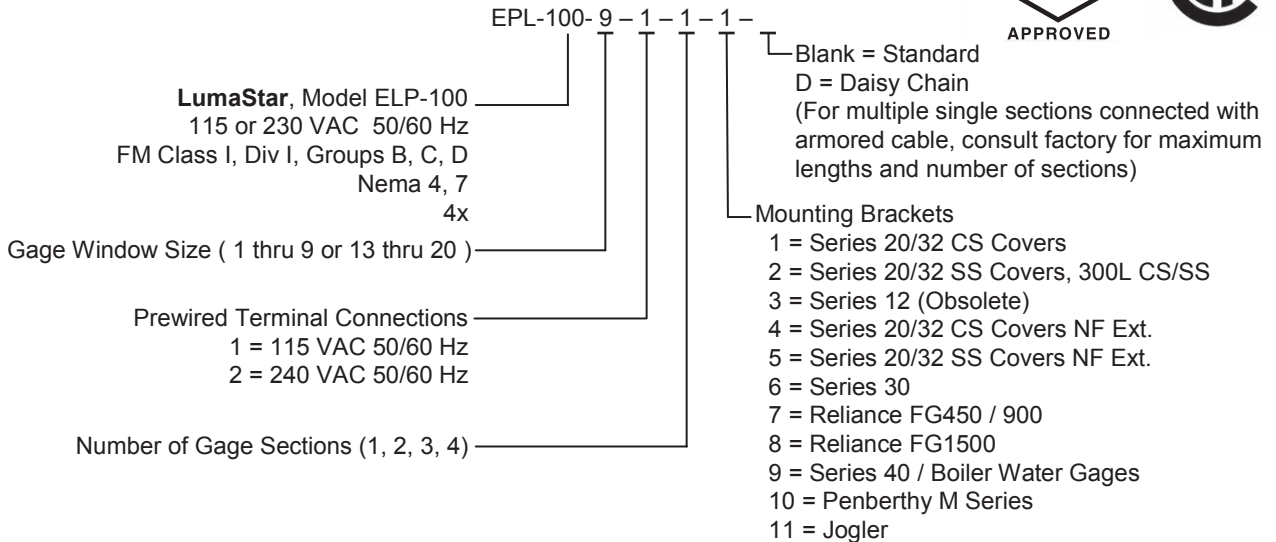 EPL-100- 9 – 1 – 1 – 1 –
APPROVED
Blank = Standard
D = Daisy Chain
(For multiple single sections connected with
armored cable, consult factory for maximum
lengths and number of sections)
LumaStar, Model ELP-100
115 or 230 VAC 50/60 Hz
FM Class I, Div I, Groups B, C, D
Nema 4, 7
4x
Gage Window Size ( 1 thru 9 or 13 thru 20 )
Prewired Terminal Connections
1 = 115 VAC 50/60 Hz
2 = 240 VAC 50/60 Hz
Number of Gage Sections (1, 2, 3, 4)
Mounting Brackets
1 = Series 20/32 CS Covers
2 = Series 20/32 SS Covers, 300L CS/SS
3 = Series 12 (Obsolete)
4 = Series 20/32 CS Covers NF Ext.
5 = Series 20/32 SS Covers NF Ext.
6 = Series 30
7 = Reliance FG450 / 900
8 = Reliance FG1500
9 = Series 40 / Boiler Water Gages
10 = Penberthy M Series
11 = Jogler